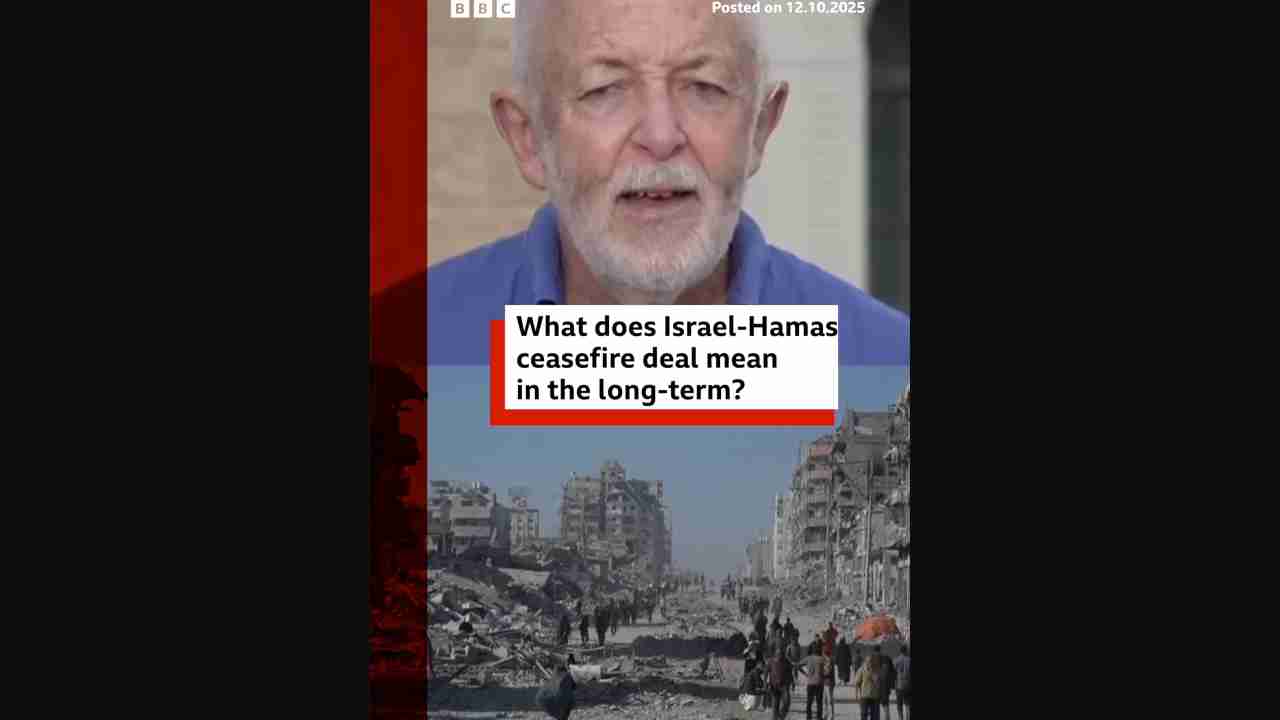 BBC
Posted on 12.10.2025
What does Israel-Hamas
ceasefire deal mean
in the long-term?